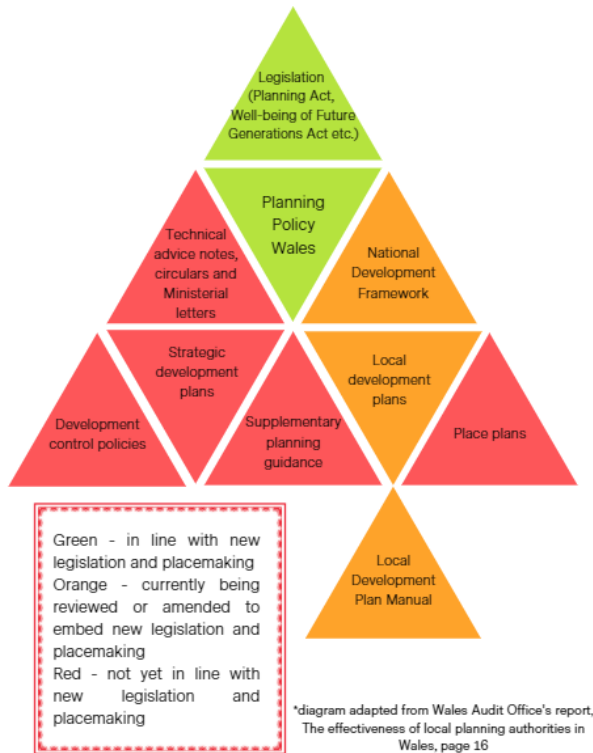 Legislation
(Planning Act,
Well-being of Future
Generations Act etc.)
Planning
Policy
Wales
Technical
advice notes,
circulars and
Ministerial
letters
National
Development
Framework
Strategic
development
plans
Local
development
plans
Development
control policies
Supplementary
planning
guidance
Place plans
Local
Development
Plan Manual
Green - in line with new
legislation and placemaking
Orange - currently being
reviewed or amended to
embed new legislation and
placemaking
Red - not yet in line with
new legislation and
placemaking
*diagram adapted from Wales Audit Office's report,
The effectiveness of local planning authorities in
Wales, page 16